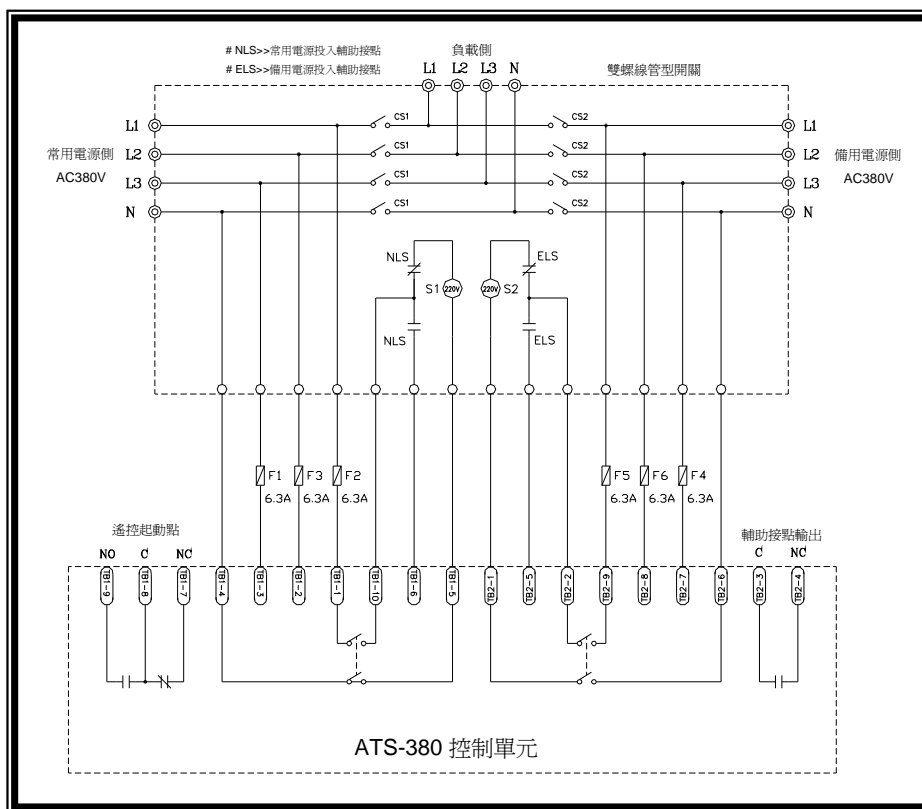 # NLS>>常用電源投入輔助接點
負載側
# ELS>>備用電源投入輔助接點
L1 L2 L3 N
雙螺線管型開關
L1 CS1 CS2 L1
常用電源側 L2 CS1 CS2 L2 備用電源側
AC380V L3 CS1 CS2 L3 AC380V
N CS1 CS2 N
NLS ELS
S1 220V 220V S2
NLS ELS
F1 F3 F2 F5 F6 F4
6.3A 6.3A 6.3A 6.3A 6.3A 6.3A
遙控起動點 輔助接點輸出
NO C NC C NC
TB1-9 TB1-8 TB1-7 TB1-4 TB1-3 TB1-2 TB1-1 TB1-10 TB1-6 TB1-5 TB2-1 TB2-5 TB2-2 TB2-9 TB2-8 TB2-7 TB2-6 TB2-3 TB2-4
ATS-380 控制單元